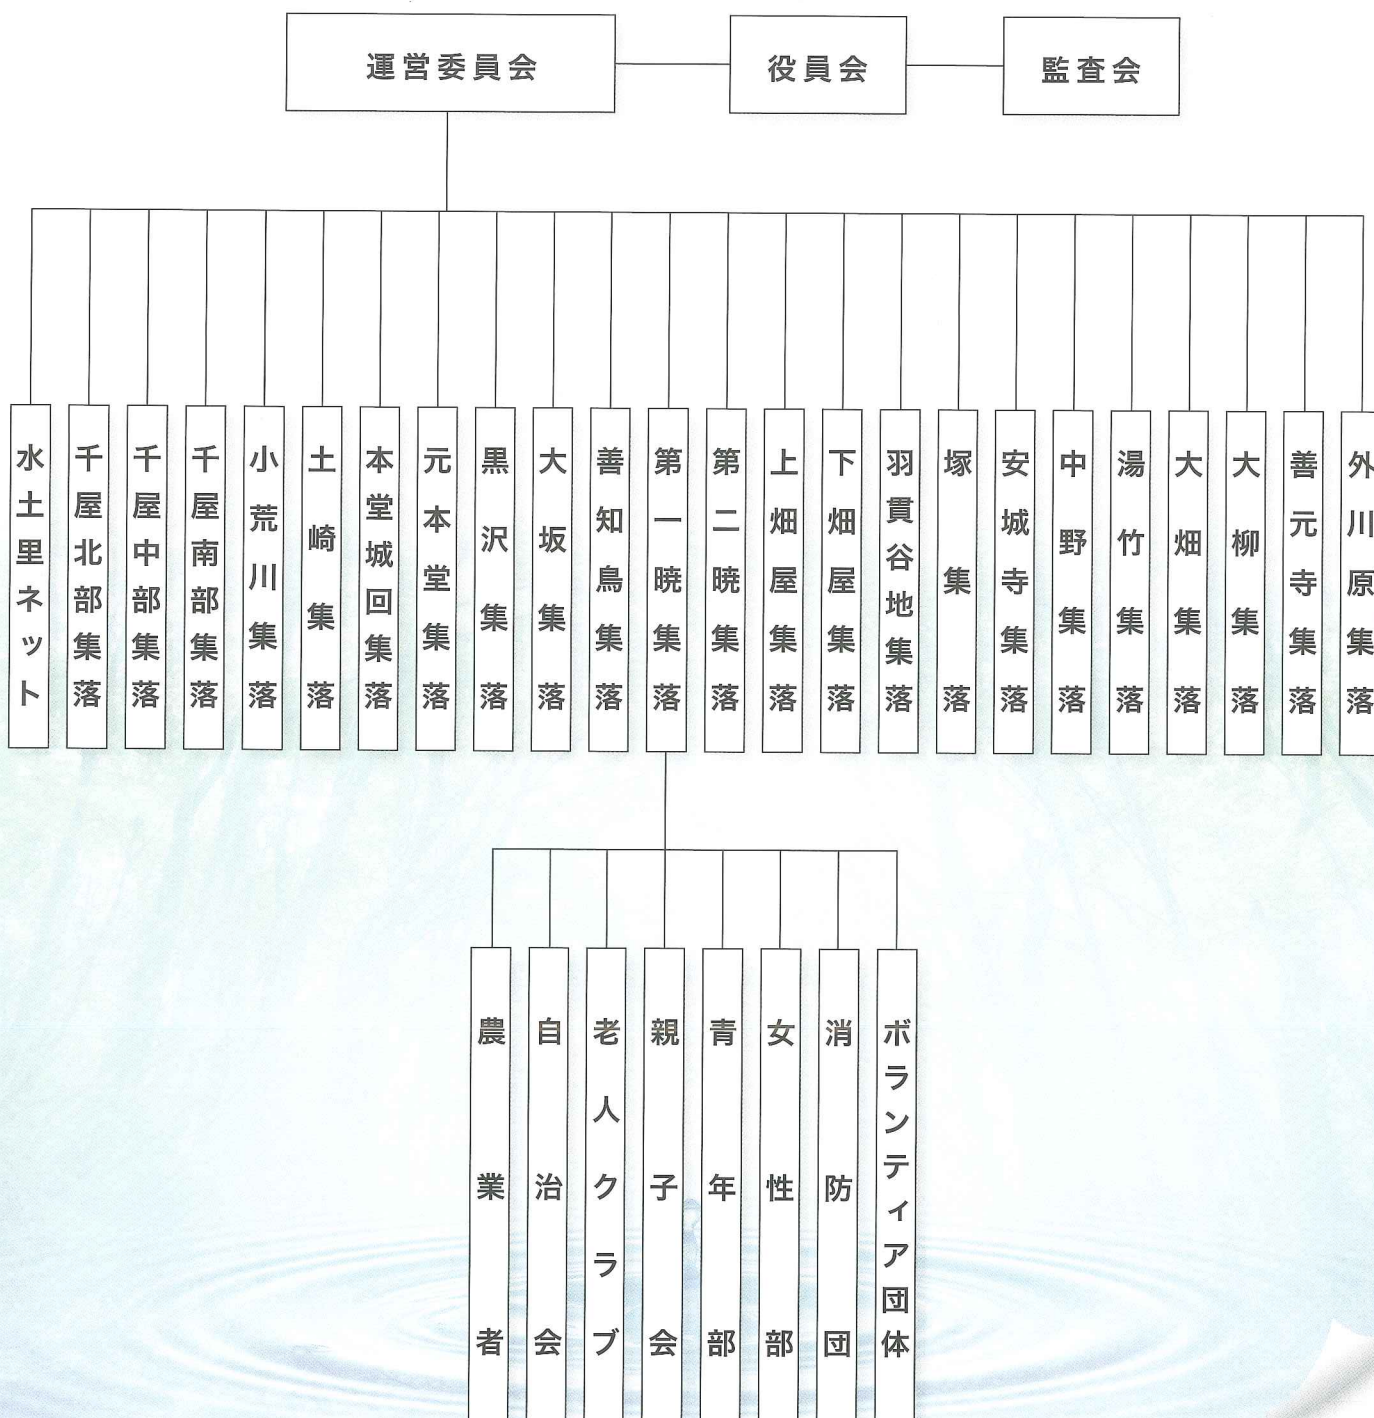 運営委員会
役員会
監査会
水土里ネット
千屋北部集落
千屋中部集落
千屋南部集落
小荒川集落
土崎集落
本堂城回集落
元本堂集落
黒沢集落
大坂集落
善知鳥集落
第一暁集落
第二暁集落
上畑屋集落
下畑屋集落
羽貫谷地集落
塚集落
安城寺集落
中野集落
湯竹集落
大畑集落
大柳集落
善元寺集落
外川原集落
農業者
自治会
老人クラブ
親子会
青年部
女性部
消防団
ボランティア団体